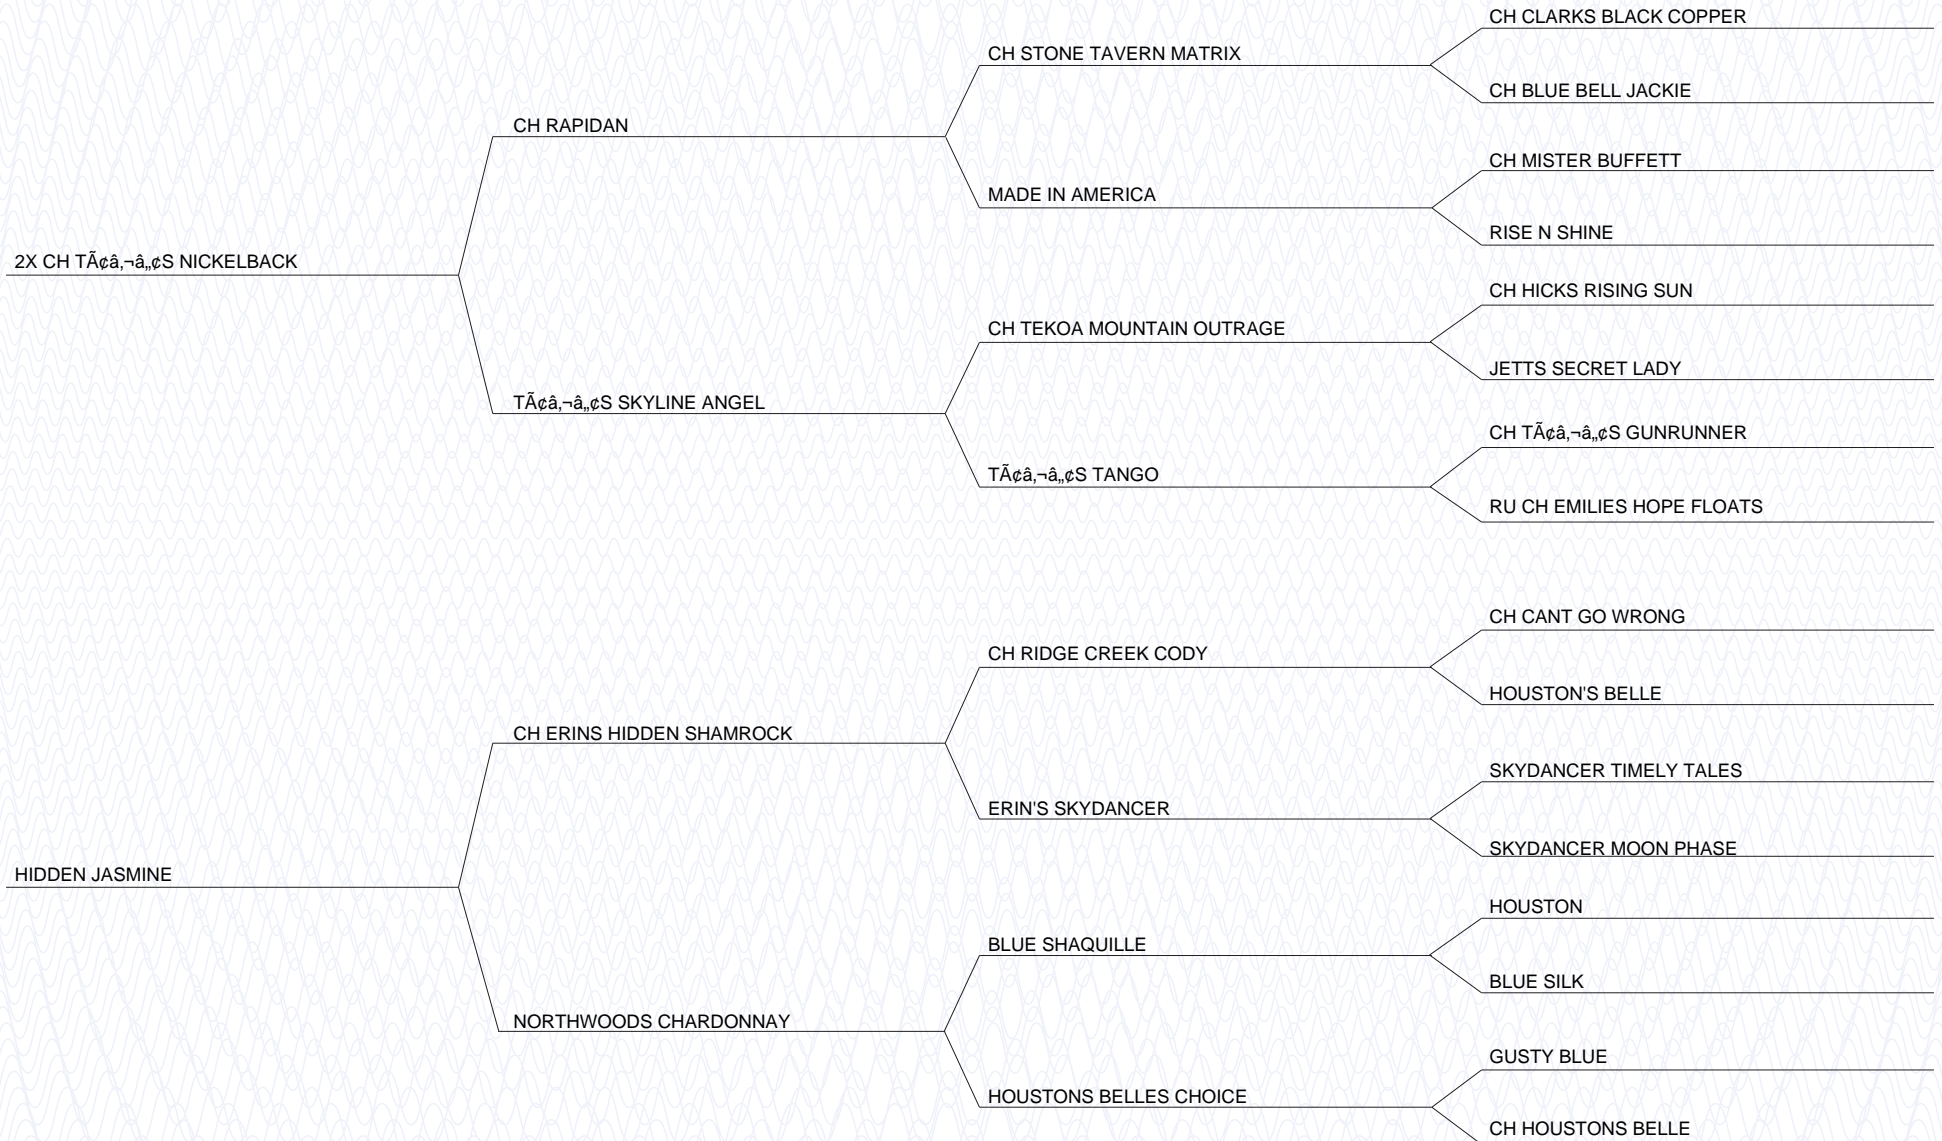 CH CLARKS BLACK COPPER
CH STONE TAVERN MATRIX
CH BLUE BELL JACKIE
CH RAPIDAN
CH MISTER BUFFETT
MADE IN AMERICA
RISE N SHINE
2X CH TÃ¢â‚¬â„¢S NICKELBACK
CH HICKS RISING SUN
CH TEKOA MOUNTAIN OUTRAGE
JETTS SECRET LADY
TÃ¢â‚¬â„¢S SKYLINE ANGEL
CH TÃ¢â‚¬â„¢S GUNRUNNER
TÃ¢â‚¬â„¢S TANGO
RU CH EMILIES HOPE FLOATS
CH CANT GO WRONG
CH RIDGE CREEK CODY
HOUSTON'S BELLE
CH ERINS HIDDEN SHAMROCK
SKYDANCER TIMELY TALES
ERIN'S SKYDANCER
SKYDANCER MOON PHASE
HIDDEN JASMINE
HOUSTON
BLUE SHAQUILLE
BLUE SILK
NORTHWOODS CHARDONNAY
GUSTY BLUE
HOUSTONS BELLES CHOICE
CH HOUSTONS BELLE